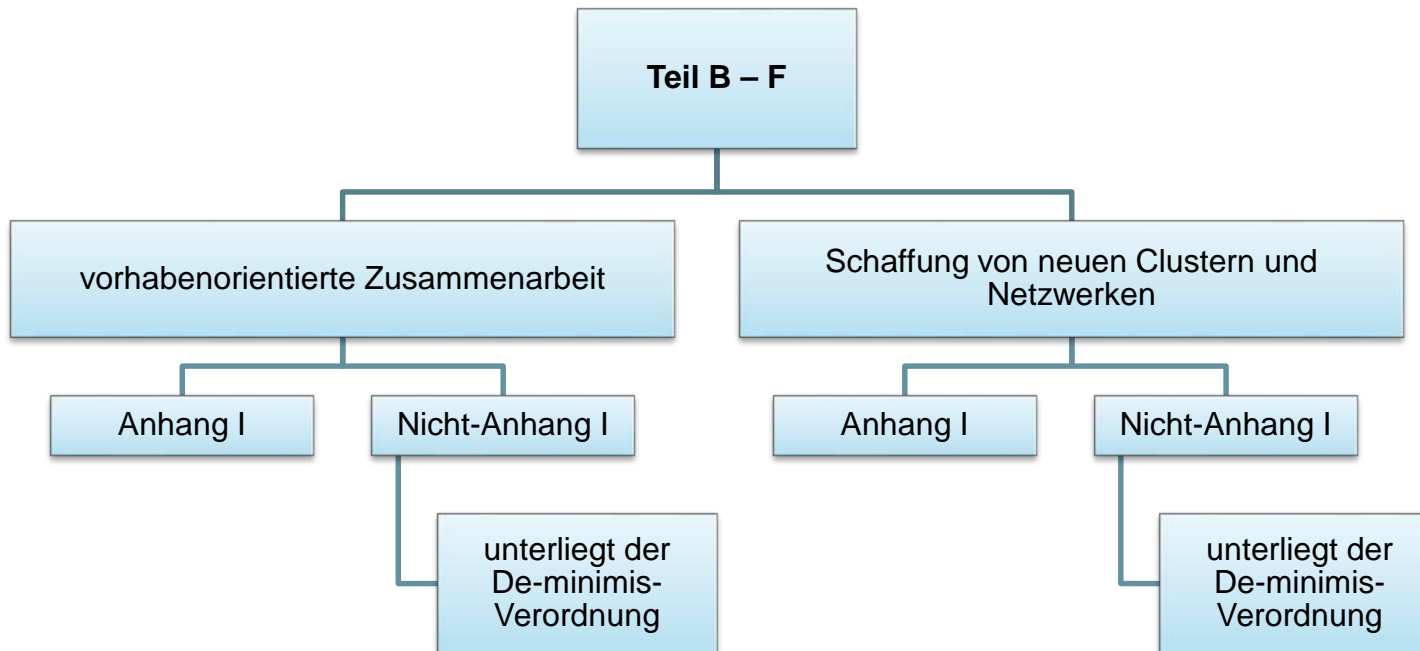 Teil B – F
vorhabenorientierte Zusammenarbeit
Schaffung von neuen Clustern und
Netzwerken
Anhang I
Nicht-Anhang I
Anhang I
Nicht-Anhang I
unterliegt der
De-minimis-
Verordnung
unterliegt der
De-minimis-
Verordnung